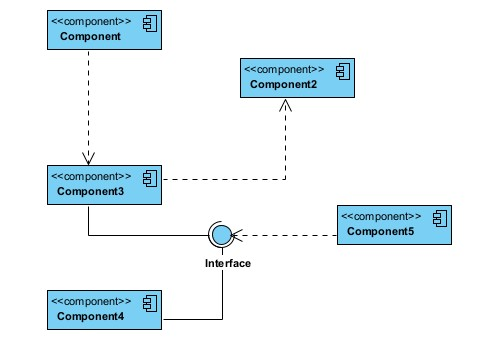 <<component>>
Component
<<component>>
Component2
<<component>>
Component3
<<component>>
Component5
Interface
<<component>>
Component4